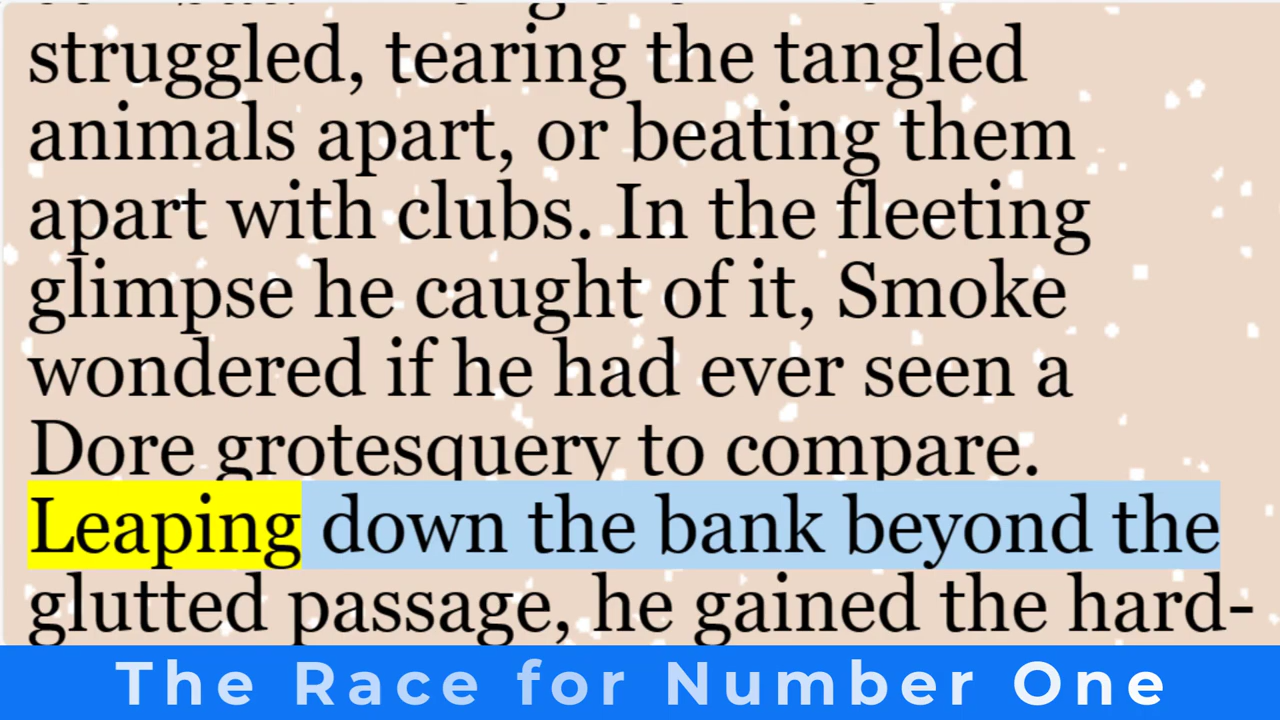 struggled, tearing the tangled
animals apart, or beating them
apart with clubs. In the fleeting
glimpse he caught of it, Smoke
wondered if he had ever seen a
Dore grotesquery to compare.
Leaping down the bank beyond the
glutted passage, he gained the hard-
The Race for Number One